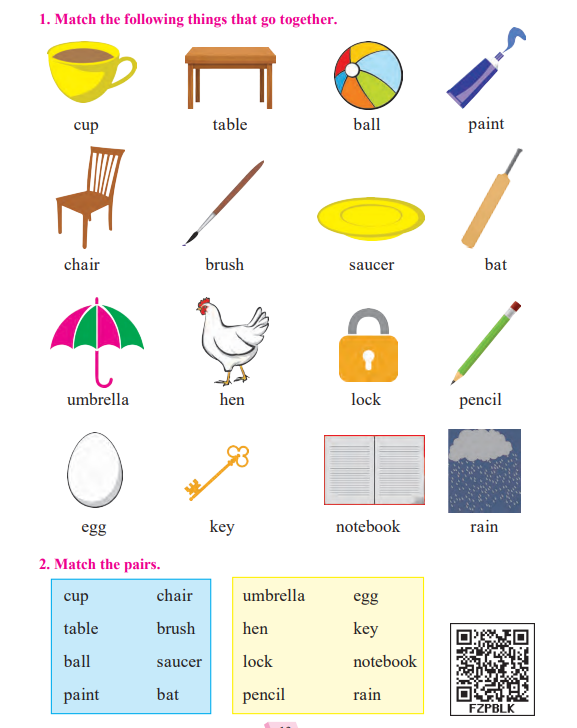 1. Match the following things that go together.
cup table ball paint
chair brush saucer bat
umbrella hen lock pencil
egg key notebook rain
2. Match the pairs.
cup chair
table brush
ball saucer
paint bat
umbrella egg
hen key
lock notebook
pencil rain
FZPBLK